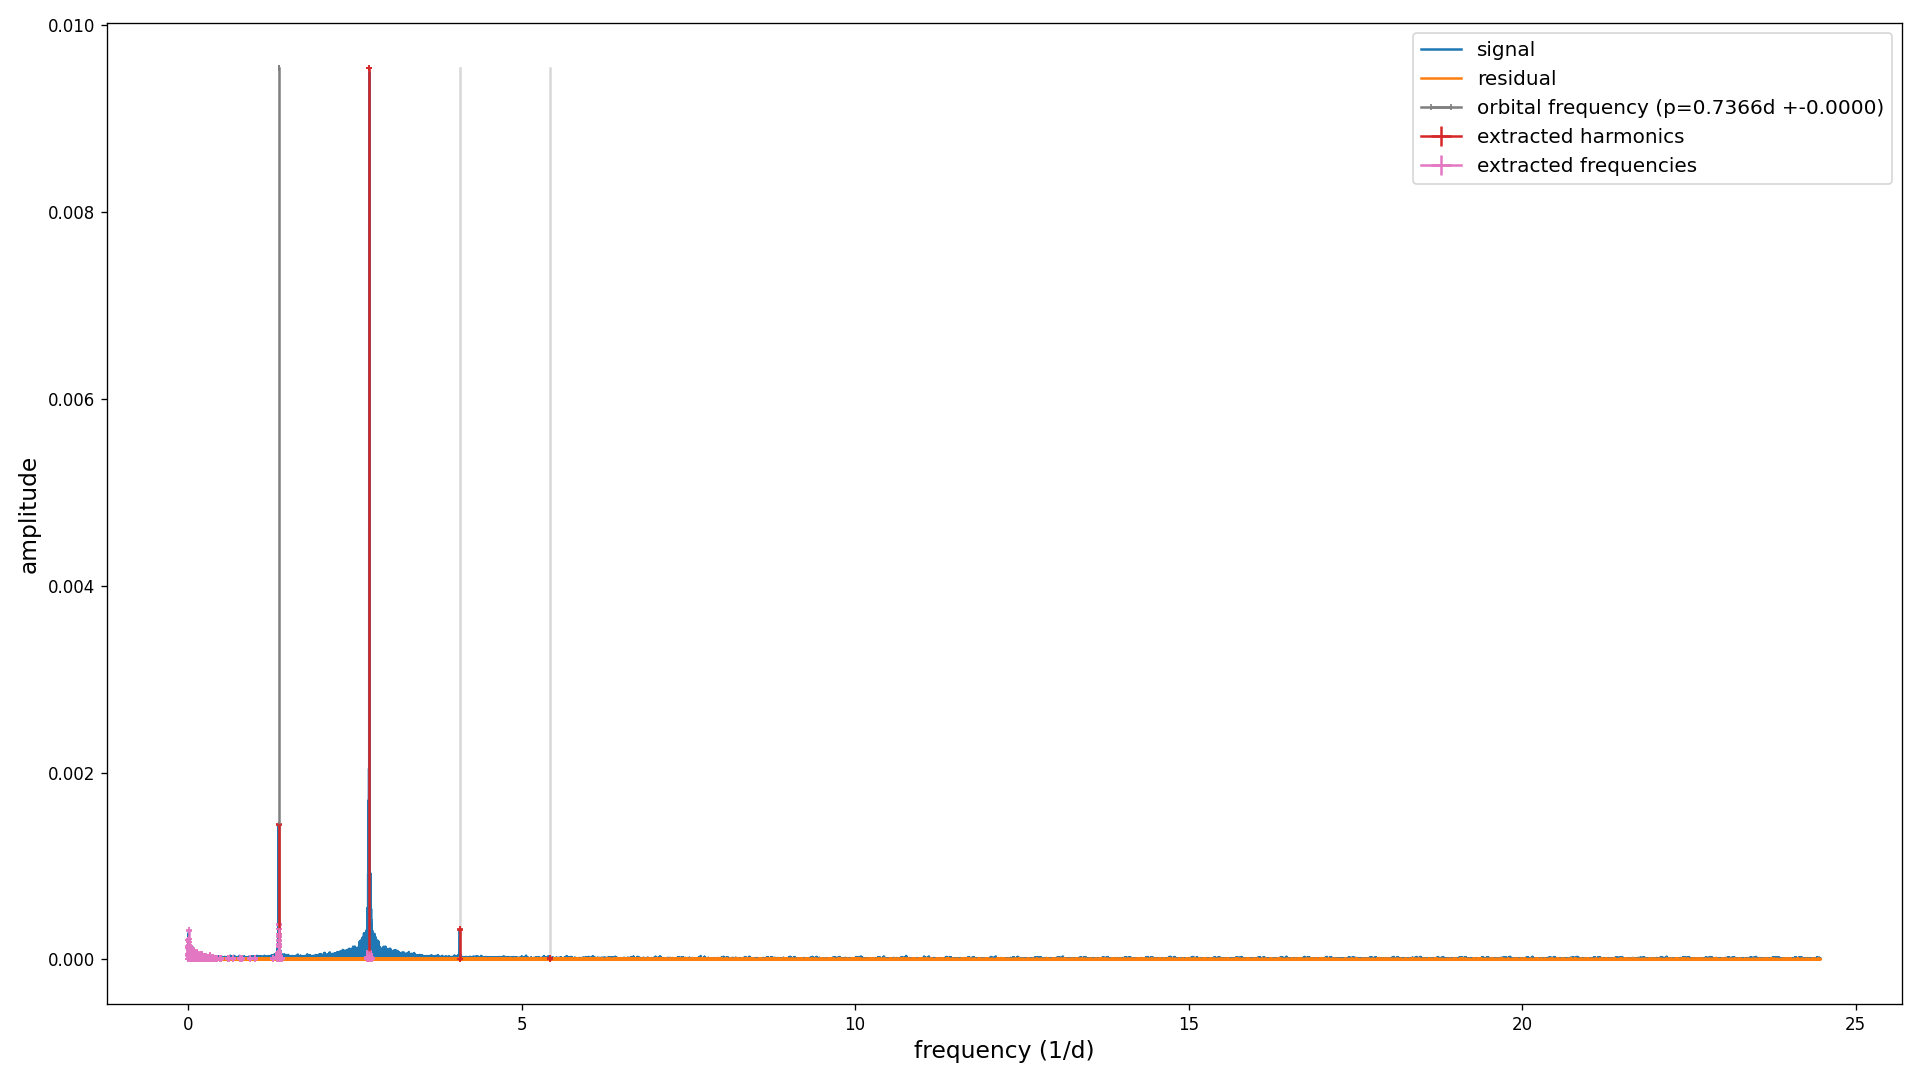 0.010
0.008
0.006
0.004
0.002
0.000
amplitude
0
5
10
15
20
25
frequency (1/d)
signal
residual
orbital frequency (p=0.7366d +-0.0000)
extracted harmonics
extracted frequencies